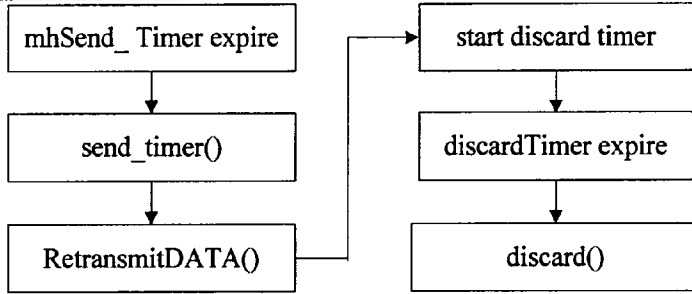 mhSend_ Timer expire
send_timer()
RetransmitDATA()
start discard timer
discardTimer expire
discard()